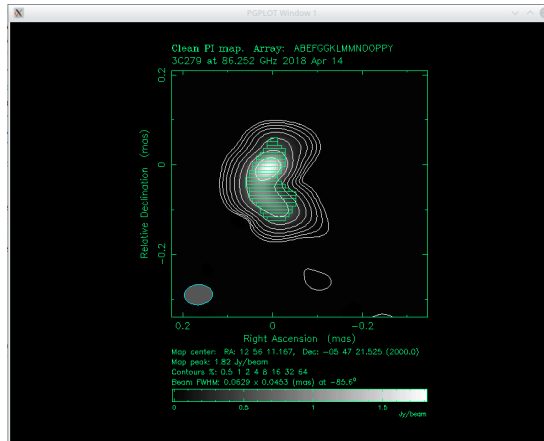 PGPLOT Window 1
Clean PI map. Array: ABEFGGKLMMNDOPPY
3C279 at 86.252 GHz 2018 Apr 14
0.2
0
-0.2
Relative Declination (mas)
0.2 0 -0.2
Right Ascension (mas)
Map center: RA: 12 56 11.167, Dec: -05 47 21.525 (2000.0)
Map peak: 1.82 Jy/beam
Contours %: 0.5 1 2 4 8 16 32 64
Beam FWHM: 0.0629 x 0.0453 (mas) at -85.6°
0 0.5 1 1.5
Jy/beam